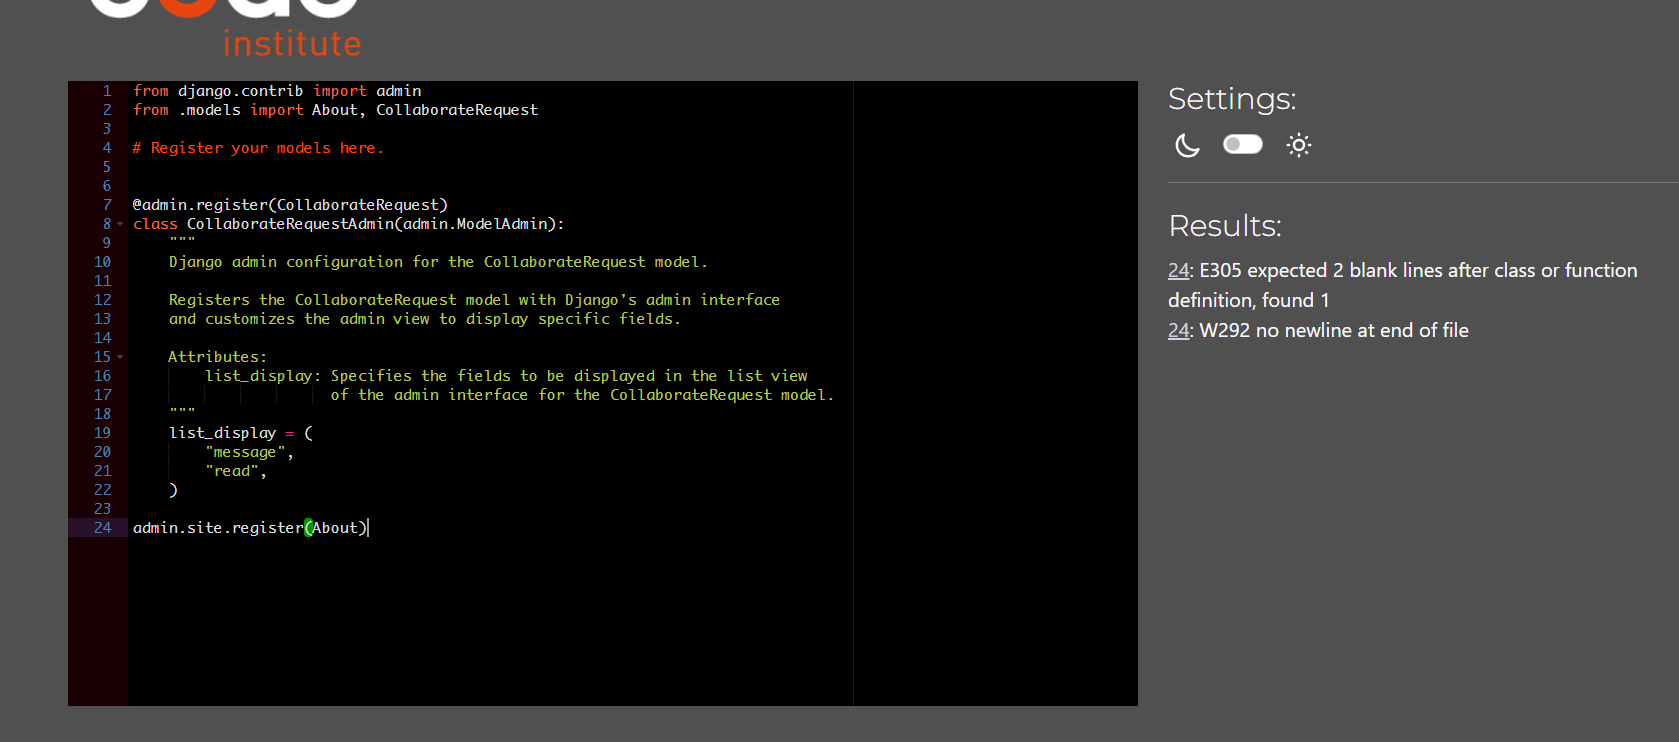 institute
1 from django.contrib import admin
2 from .models import About, CollaborateRequest
3
4 # Register your models here.
5
6
7 @admin.register(CollaborateRequest)
8 class CollaborateRequestAdmin(admin.ModelAdmin):
9 """
10 Django admin configuration for the CollaborateRequest model.
11
12 Registers the CollaborateRequest model with Django's admin interface
13 and customizes the admin view to display specific fields.
14
15 Attributes:
16 list_display: Specifies the fields to be displayed in the list view
17 of the admin interface for the CollaborateRequest model.
18 """
19 list_display = (
20 "message",
21 "read",
22 )
23
24 admin.site.register(About)
Settings:
Results:
24: E305 expected 2 blank lines after class or function
definition, found 1
24: W292 no newline at end of file